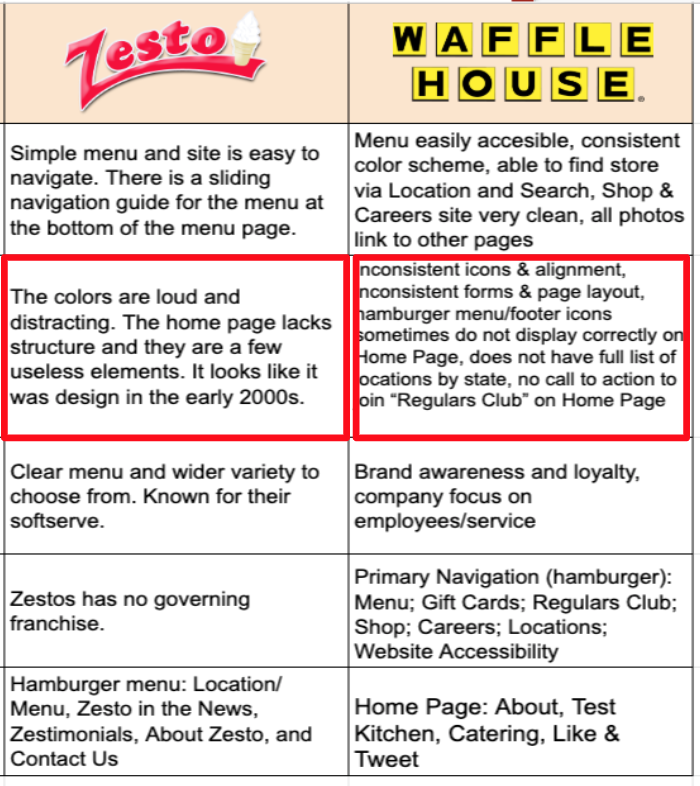 Zesto
WAFFLE
HOUSE®
Simple menu and site is easy to
navigate. There is a sliding
navigation guide for the menu at
the bottom of the menu page.
Menu easily accesible, consistent
color scheme, able to find store
via Location and Search, Shop &
Careers site very clean, all photos
link to other pages
The colors are loud and
distracting. The home page lacks
structure and they are a few
useless elements. It looks like it
was design in the early 2000s.
nconsistent icons & alignment,
nconsistent forms & page layout,
hamburger menu/footer icons
sometimes do not display correctly on
Home Page, does not have full list of
ocations by state, no call to action to
oin “Regulars Club” on Home Page
Clear menu and wider variety to
choose from. Known for their
softserve.
Brand awareness and loyalty,
company focus on
employees/service
Zestos has no governing
franchise.
Primary Navigation (hamburger):
Menu; Gift Cards; Regulars Club;
Shop; Careers; Locations;
Website Accessibility
Hamburger menu: Location/
Menu, Zesto in the News,
Zestimonials, About Zesto, and
Contact Us
Home Page: About, Test
Kitchen, Catering, Like &
Tweet